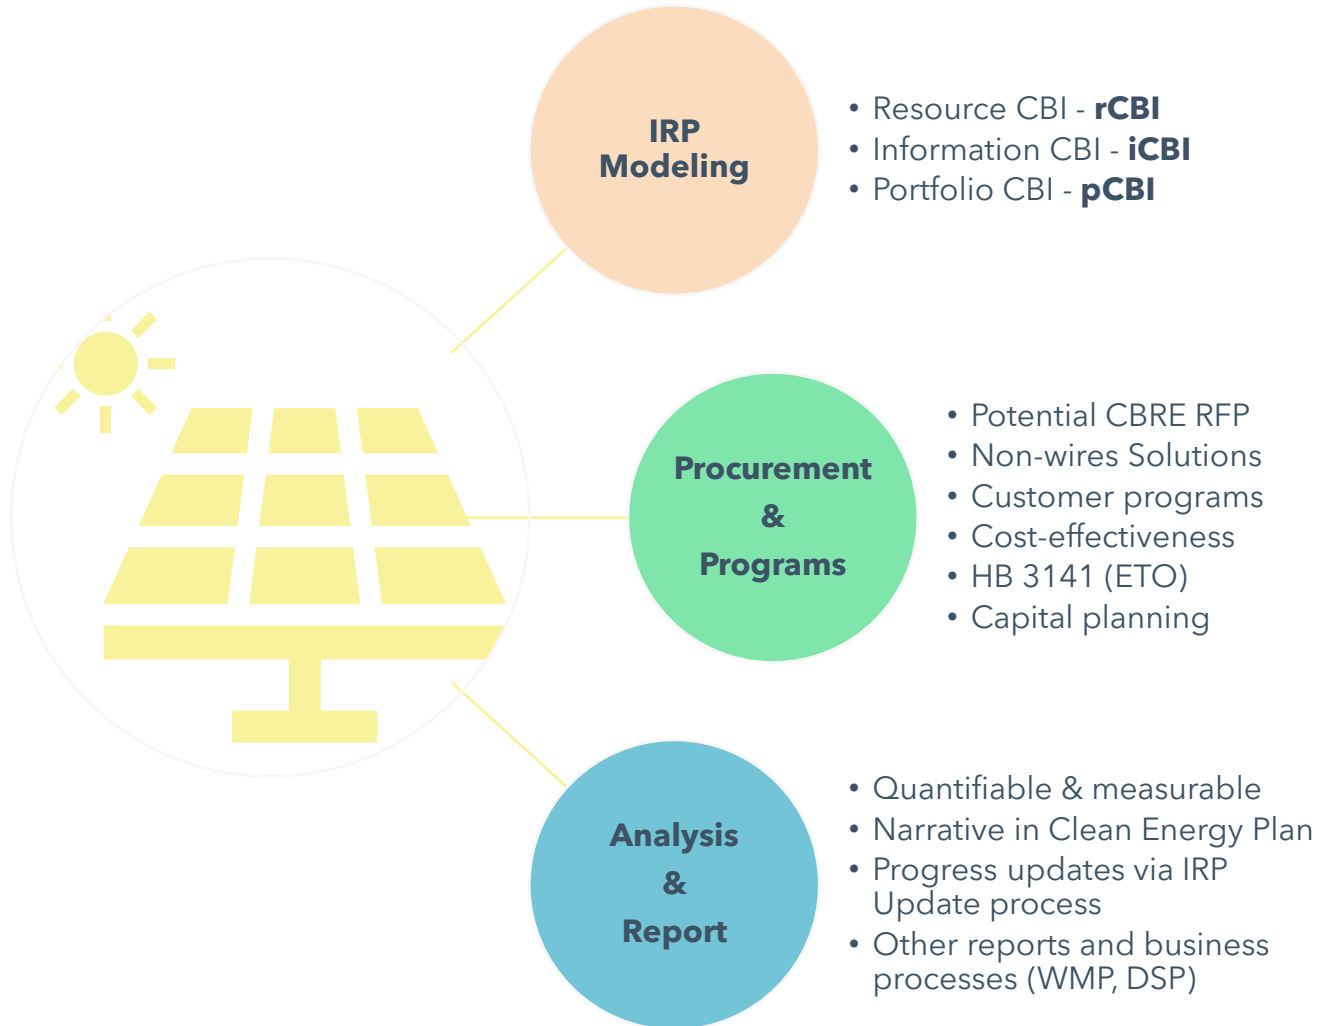 IRP
Modeling
• Resource CBI - rCBI
• Information CBI - iCBI
• Portfolio CBI - pCBI
Procurement
&
Programs
• Potential CBRE RFP
• Non-wires Solutions
• Customer programs
• Cost-effectiveness
• HB 3141 (ETO)
• Capital planning
Analysis
&
Report
• Quantifiable & measurable
• Narrative in Clean Energy Plan
• Progress updates via IRP
Update process
• Other reports and business
processes (WMP, DSP)